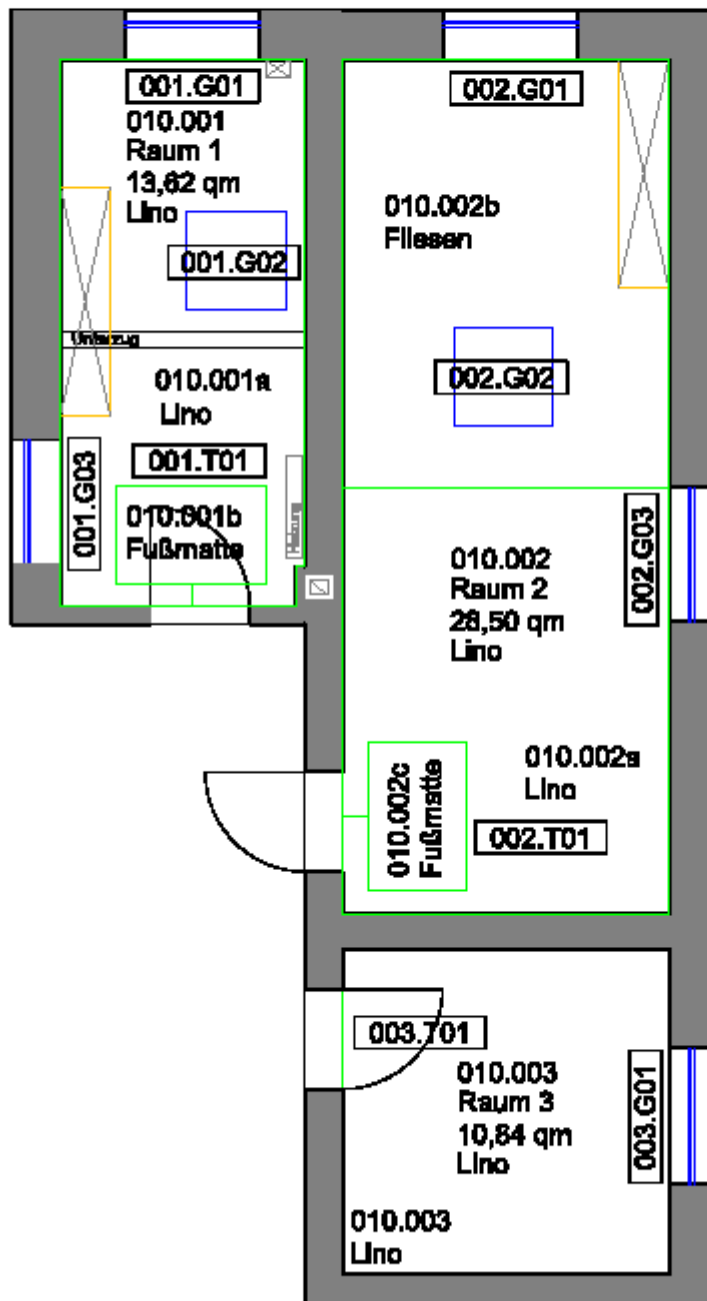 001.G01
010.001
Raum 1
13,62 qm
Lino
001.G02
Unterzug
010.001a
Lino
001.T01
001.G03
010.001b
Fußmatte
Heizung
002.G01
010.002b
Fliesen
002.G02
010.002
Raum 2
28,50 qm
Lino
002.G03
010.002a
Lino
002.T01
010.002c
Fußmatte
003.T01
010.003
Raum 3
10,64 qm
Lino
003.G01
010.003
Lino